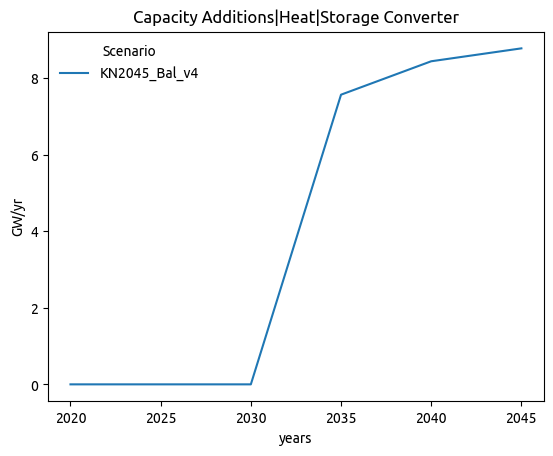 Capacity Additions|Heat|Storage Converter
Scenario
KN2045_Bal_v4
GW/yr
8
6
4
2
0
2020 2025 2030 2035 2040 2045
years